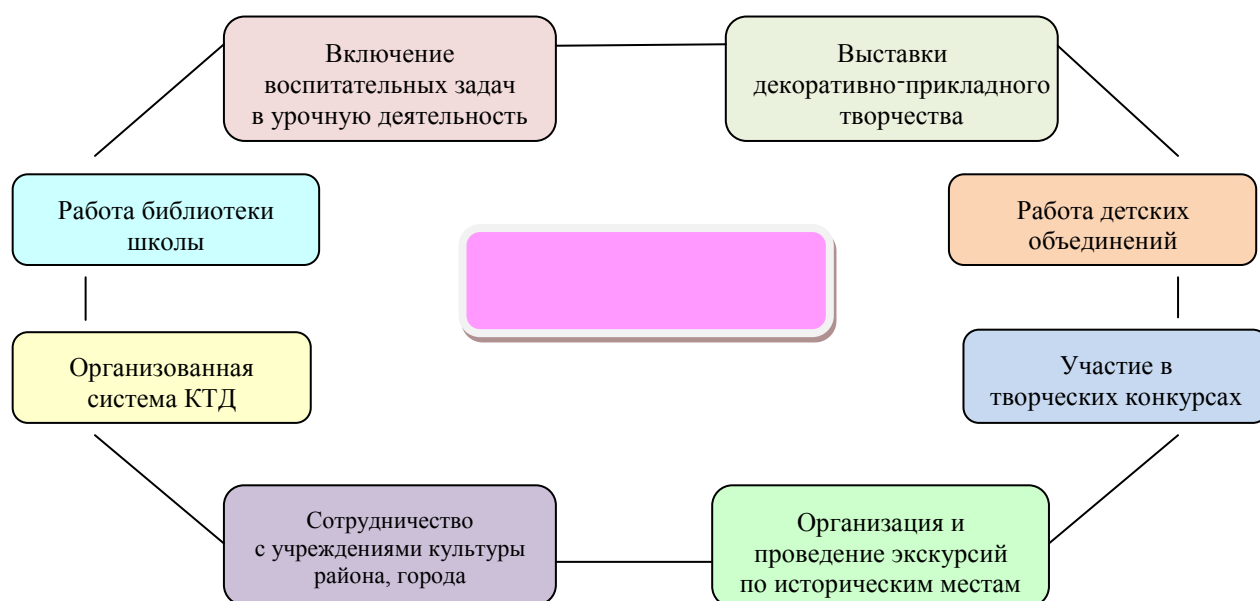 Включение
воспитательных задач
в урочную деятельность
Выставки
декоративно-прикладного
творчества
Работа библиотеки
школы
Работа детских
объединений
Организованная
система КТД
Участие в
творческих конкурсах
Сотрудничество
с учреждениями культуры
района, города
Организация и
проведение экскурсий
по историческим местам